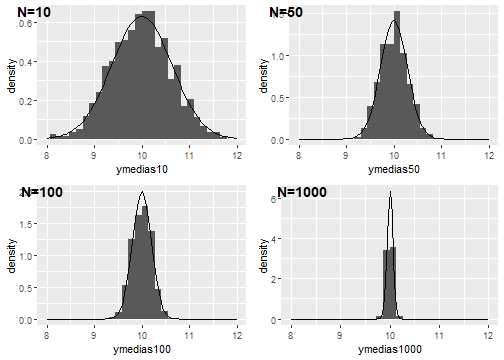 N=10
0.6
0.4
0.2
0.0
density
8 9 10 11 12
ymedias10
N=50
1.0
0.5
0.0
density
8 9 10 11 12
ymedias50
N=100
1.5
1.0
0.5
0.0
density
8 9 10 11 12
ymedias100
N=1000
6
4
2
0
density
8 9 10 11 12
ymedias1000